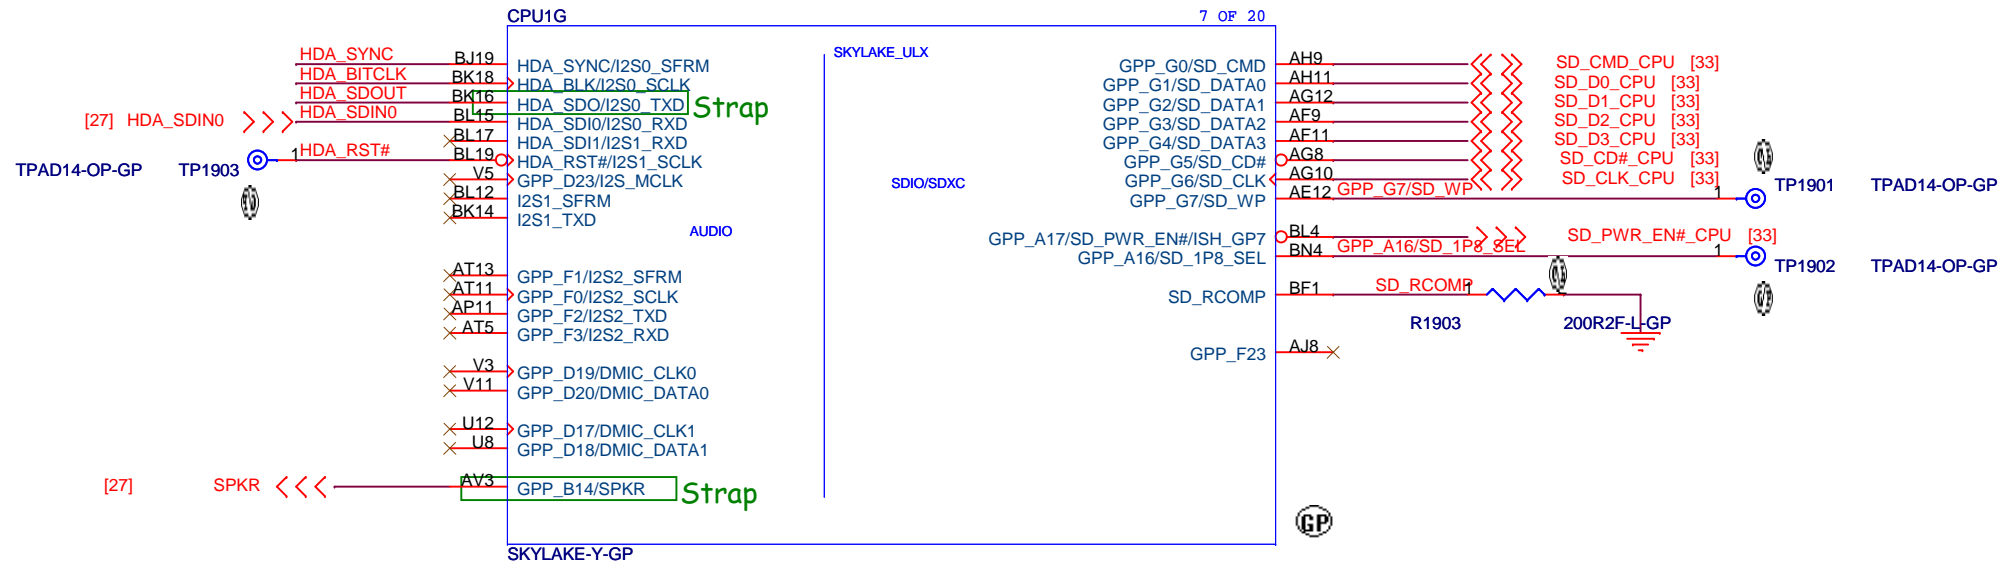 CPU1G
7 OF 20
SKYLAKE_ULX
HDA_SYNC BJ19 HDA_SYNC/I2S0_SFRM
HDA_BITCLK BK18 HDA_BLK/I2S0_SCLK
HDA_SDOUT BK16 HDA_SDO/I2S0_TXD Strap
[27] HDA_SDIN0 HDA_SDIN0 BL15 HDA_SDI0/I2S0_RXD
BL17 HDA_SDI1/I2S1_RXD
TPAD14-OP-GP TP1903 1 HDA_RST# BL19 HDA_RST#/I2S1_SCLK
V5 GPP_D23/I2S_MCLK
BL12 I2S1_SFRM
BK14 I2S1_TXD
AUDIO
AT13 GPP_F1/I2S2_SFRM
AT11 GPP_F0/I2S2_SCLK
AP11 GPP_F2/I2S2_TXD
AT5 GPP_F3/I2S2_RXD
V3 GPP_D19/DMIC_CLK0
V11 GPP_D20/DMIC_DATA0
U12 GPP_D17/DMIC_CLK1
U8 GPP_D18/DMIC_DATA1
[27] SPKR AV3 GPP_B14/SPKR Strap
SDIO/SDXC
GPP_G0/SD_CMD AH9 SD_CMD_CPU [33]
GPP_G1/SD_DATA0 AH11 SD_D0_CPU [33]
GPP_G2/SD_DATA1 AG12 SD_D1_CPU [33]
GPP_G3/SD_DATA2 AF9 SD_D2_CPU [33]
GPP_G4/SD_DATA3 AF11 SD_D3_CPU [33]
GPP_G5/SD_CD# AG8 SD_CD#_CPU [33]
GPP_G6/SD_CLK AG10 SD_CLK_CPU [33]
GPP_G7/SD_WP AE12 GPP_G7/SD_WP 1 TP1901 TPAD14-OP-GP
GPP_A17/SD_PWR_EN#/ISH_GP7 BL4 SD_PWR_EN#_CPU [33]
GPP_A16/SD_1P8_SEL BN4 GPP_A16/SD_1P8_SEL 1 TP1902 TPAD14-OP-GP
SD_RCOMP BF1 SD_RCOMP 1
R1903 200R2F-L-GP
GPP_F23 AJ8
GP
SKYLAKE-Y-GP